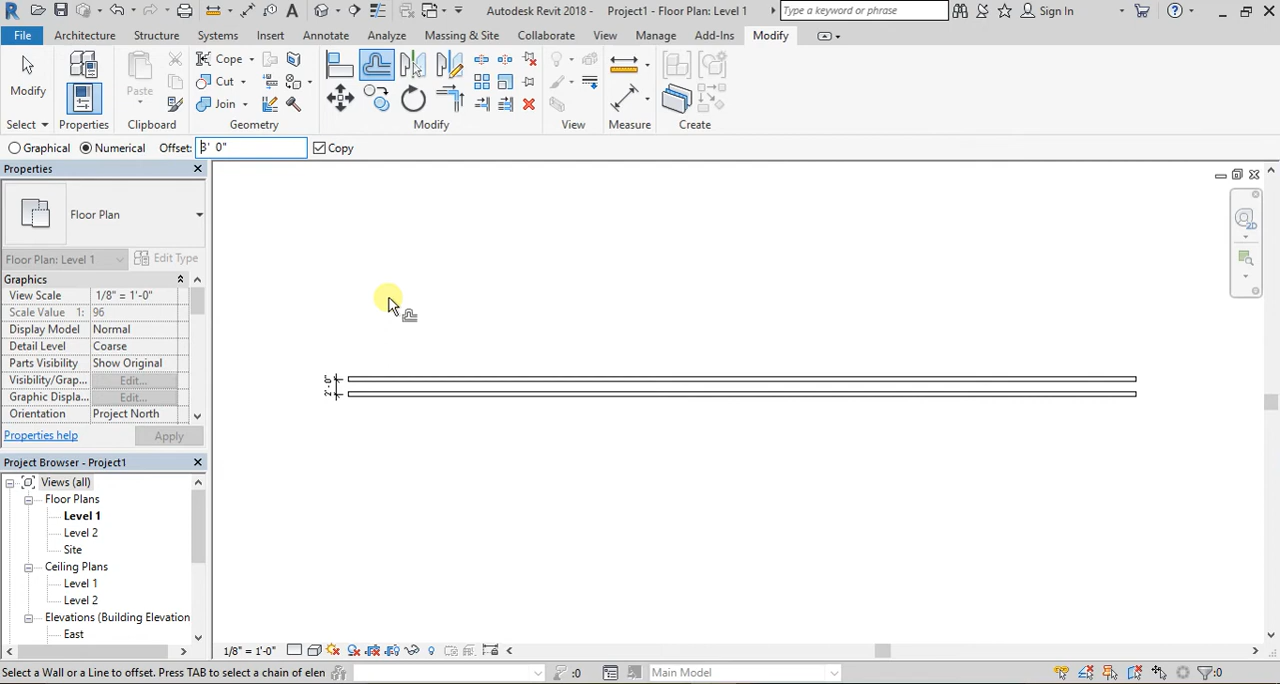 Autodesk Revit 2018 - Project1 - Floor Plan: Level 1
Type a keyword or phrase
Sign In
File Architecture Structure Systems Insert Annotate Analyze Massing & Site Collaborate View Manage Add-Ins Modify
Modify
Paste
Cope
Cut
Join
Select Properties Clipboard Geometry Modify View Measure Create
Graphical Numerical Offset: 3' 0" Copy
Properties
Floor Plan
Floor Plan: Level 1 Edit Type
Graphics
View Scale 1/8" = 1'-0"
Scale Value 1: 96
Display Model Normal
Detail Level Coarse
Parts Visibility Show Original
Visibility/Grap... Edit...
Graphic Displa... Edit...
Orientation Project North
Properties help Apply
2' - 0"
2D
Project Browser - Project1
Views (all)
Floor Plans
Level 1
Level 2
Site
Ceiling Plans
Level 1
Level 2
Elevations (Building Elevation
East
1/8" = 1'-0"
Select a Wall or a Line to offset. Press TAB to select a chain of elen
:0
Main Model
:0